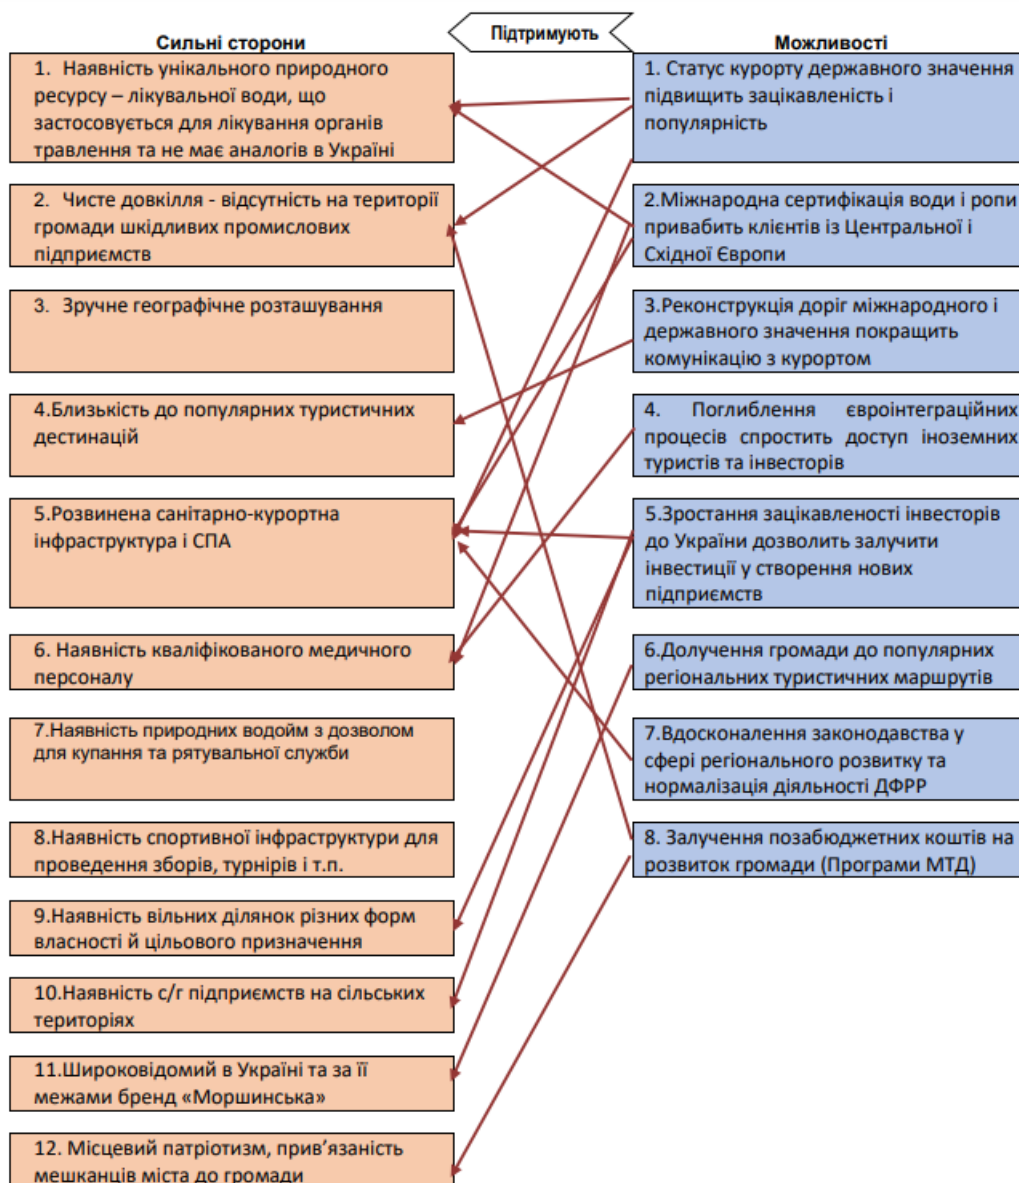 Підтримують
Сильні сторони
1. Наявність унікального природного
ресурсу – лікувальної води, що
застосовується для лікування органів
травлення та не має аналогів в Україні
2. Чисте довкілля - відсутність на території
громади шкідливих промислових
підприємств
3. Зручне географічне розташування
4.Близькість до популярних туристичних
дестинацій
5.Розвинена санітарно-курортна
інфраструктура і СПА
6. Наявність кваліфікованого медичного
персоналу
7.Наявність природних водойм з дозволом
для купання та рятувальної служби
8.Наявність спортивної інфраструктури для
проведення зборів, турнірів і т.п.
9.Наявність вільних ділянок різних форм
власності й цільового призначення
10.Наявність с/г підприємств на сільських
територіях
11.Широковідомий в Україні та за її
межами бренд «Моршинська»
12. Місцевий патріотизм, прив’язаність
мешканців міста до громади
Можливості
1. Статус курорту державного значення
підвищить зацікавленість і
популярність
2.Міжнародна сертифікація води і ропи
привабить клієнтів із Центральної і
Східної Європи
3.Реконструкція доріг міжнародного і
державного значення покращить
комунікацію з курортом
4. Поглиблення євроінтеграційних
процесів спростить доступ іноземних
туристів та інвесторів
5.Зростання зацікавленості інвесторів
до України дозволить залучити
інвестиції у створення нових
підприємств
6.Долучення громади до популярних
регіональних туристичних маршрутів
7.Вдосконалення законодавства у
сфері регіонального розвитку та
нормалізація діяльності ДФРР
8. Залучення позабюджетних коштів на
розвиток громади (Програми МТД)